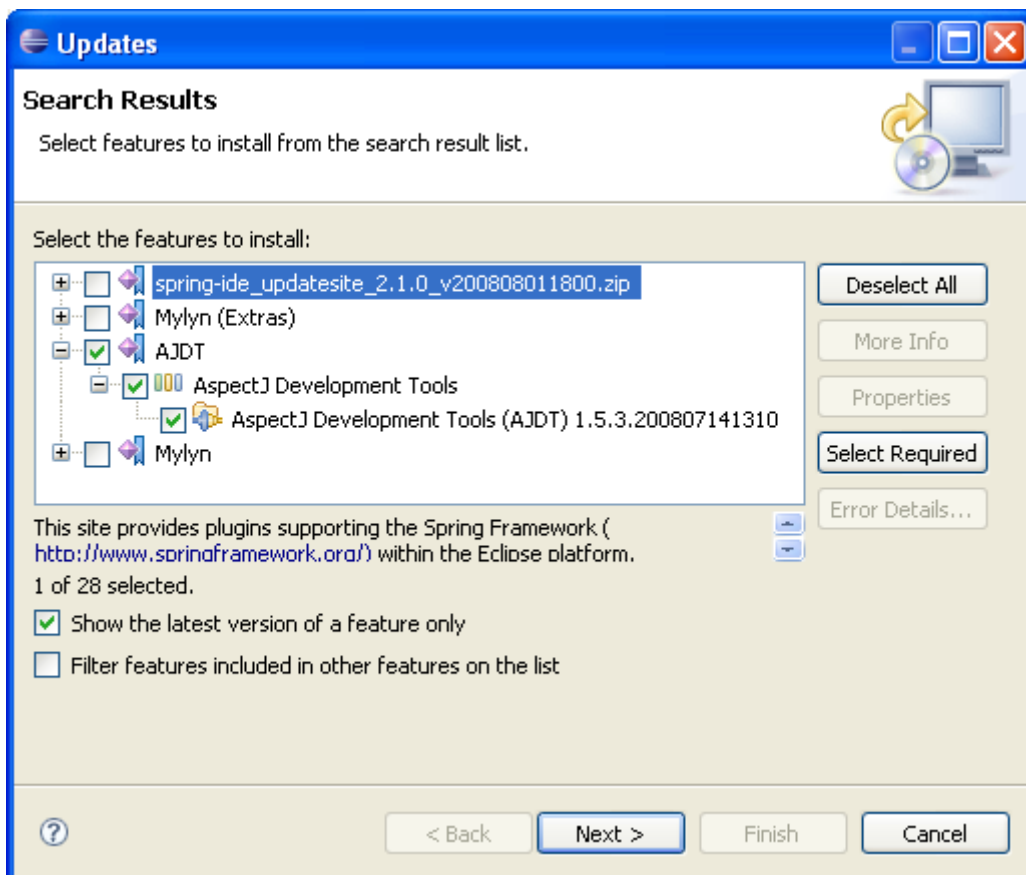 Updates
Search Results
Select features to install from the search result list.
Select the features to install:
spring-ide_updatesite_2.1.0_v200808011800.zip
Mylyn (Extras)
AJDT
AspectJ Development Tools
AspectJ Development Tools (AJDT) 1.5.3.200807141310
Mylyn
Deselect All
More Info
Properties
Select Required
Error Details...
This site provides plugins supporting the Spring Framework (
http://www.springframework.org/) within the Eclipse platform.
1 of 28 selected.
Show the latest version of a feature only
Filter features included in other features on the list
?
< Back
Next >
Finish
Cancel